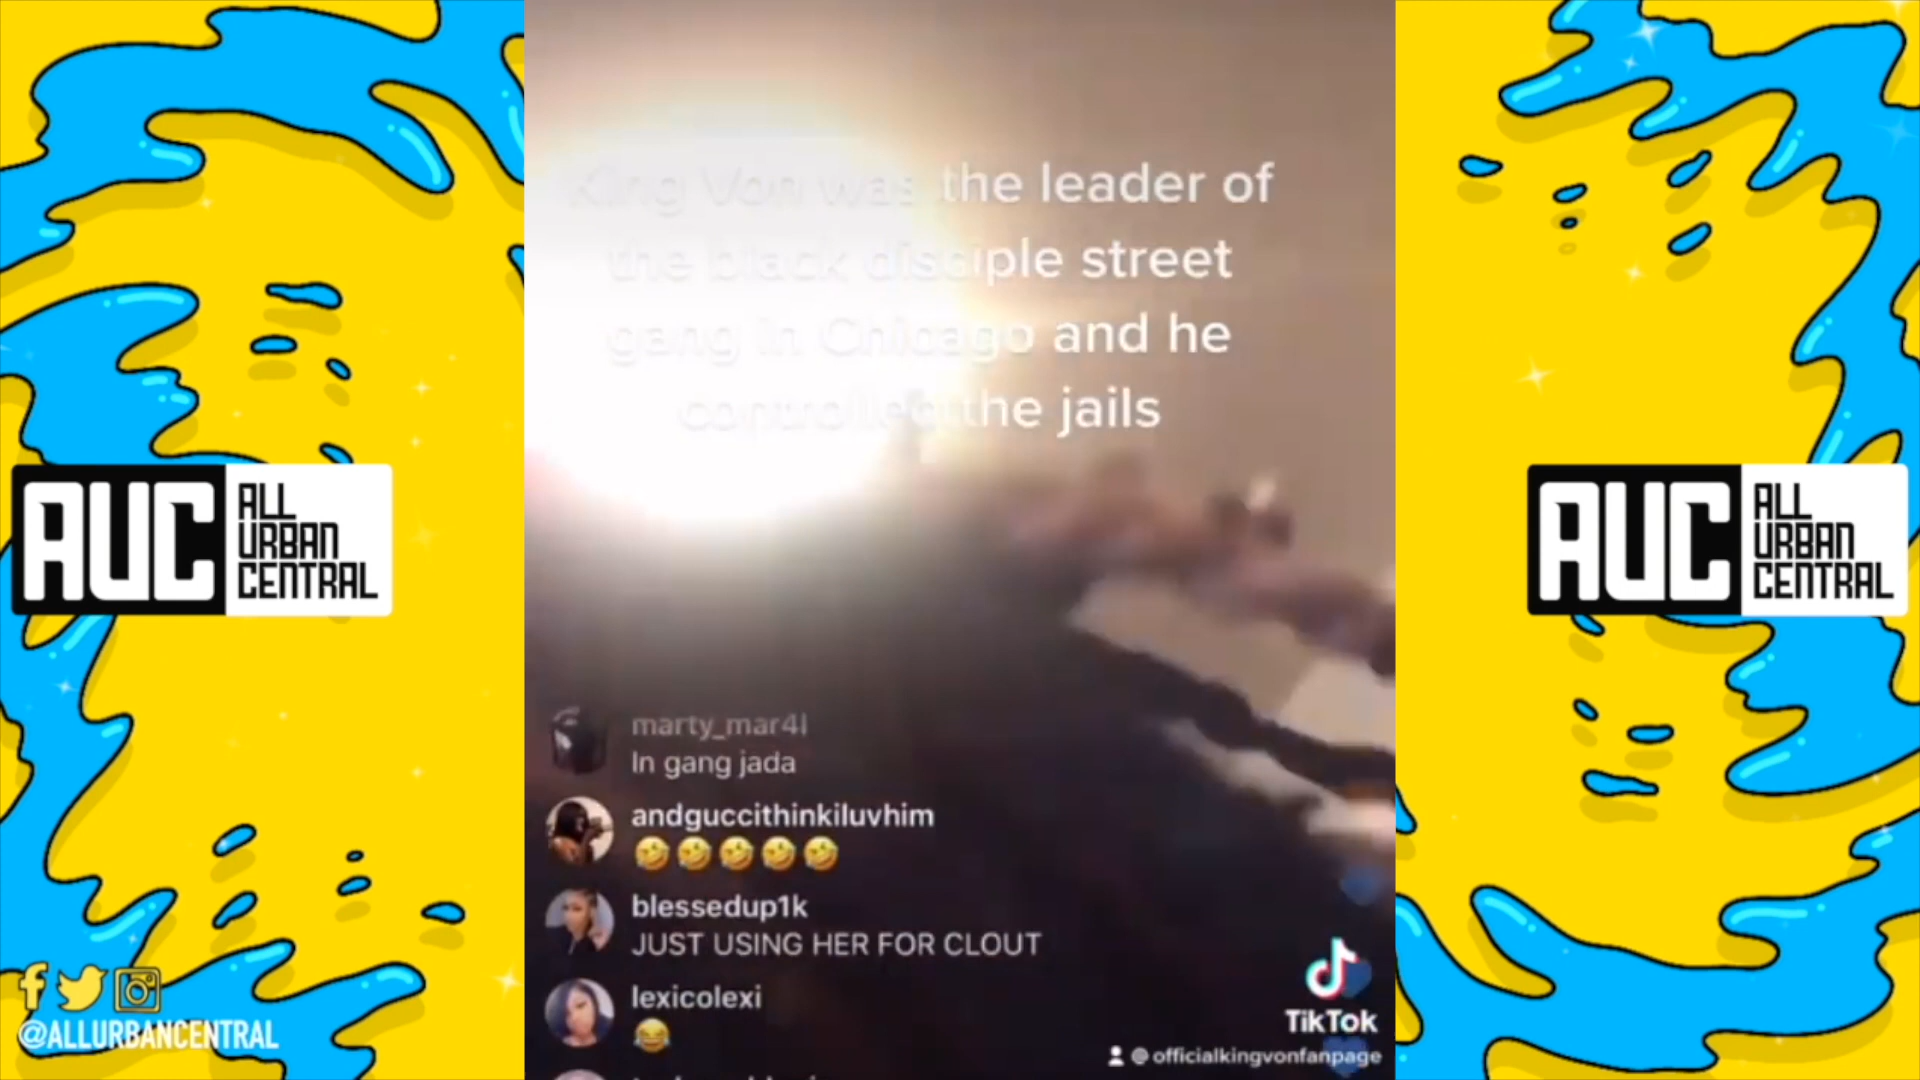 King Von was the leader of
the black disciple street
gang in Chicago and he
controlled the jails
AUC ALL
URBAN
CENTRAL
AUC ALL
URBAN
CENTRAL
marty_mar4l
In gang jada
andguccithinkiluvhim
🤣🤣🤣🤣🤣
blessedup1k
JUST USING HER FOR CLOUT
lexicolexi
😂
TikTok
@officialkingvonfanpage
@ALLURBANCENTRAL